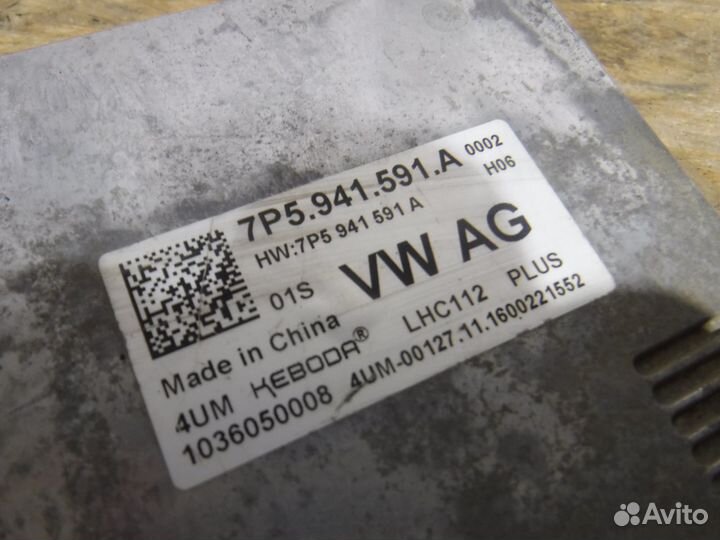 7P5.941.591.A 0002
HW:7P5 941 591 A H06
01S VW AG
Made in China LHC112 PLUS
4UM KEBODA® 4UM-00127.11.1600221552
1036050008
Avito